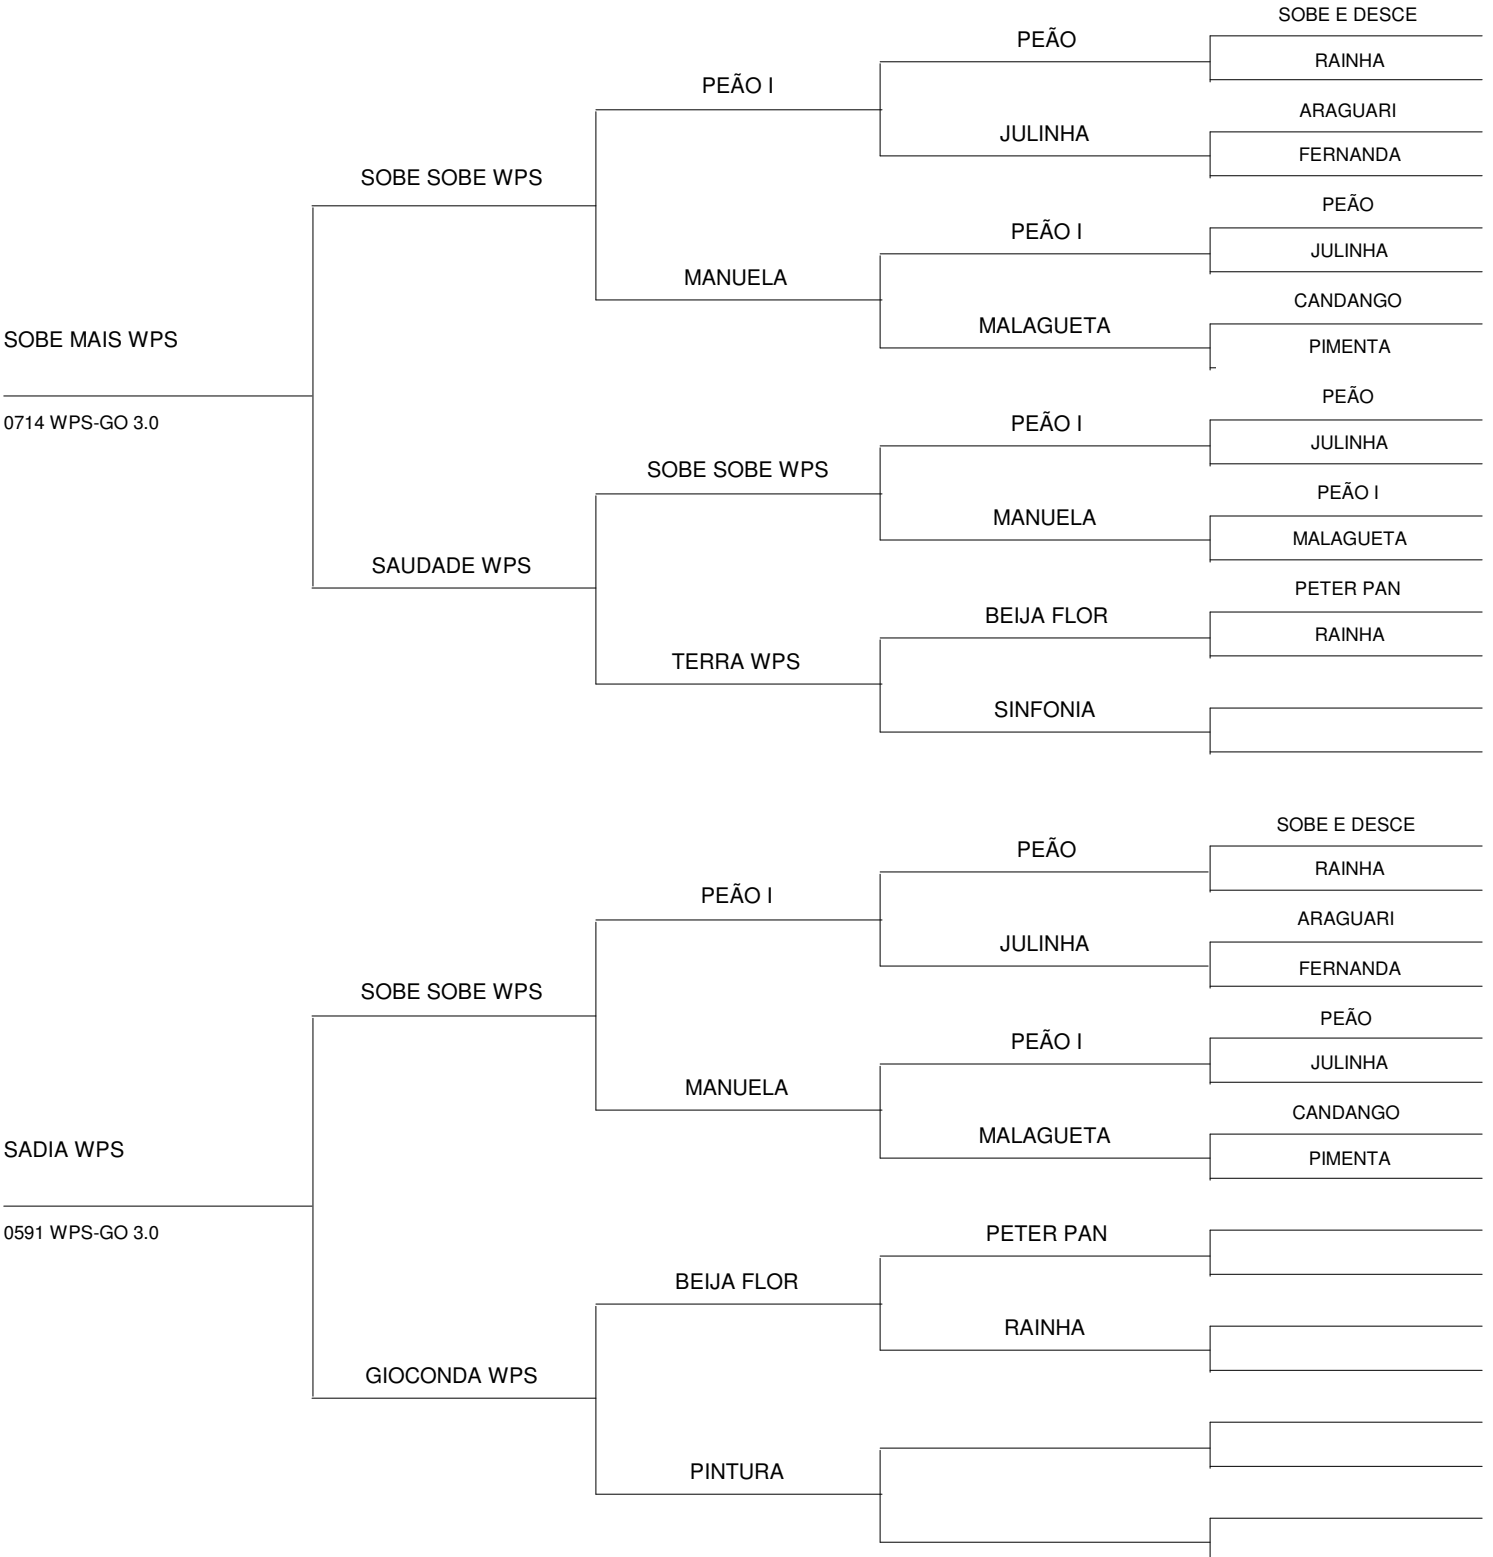 SOBE E DESCE
PEÃO
RAINHA
PEÃO I
ARAGUARI
JULINHA
FERNANDA
SOBE SOBE WPS
PEÃO
PEÃO I
JULINHA
MANUELA
CANDANGO
MALAGUETA
PIMENTA
SOBE MAIS WPS
0714 WPS-GO 3.0
PEÃO
PEÃO I
JULINHA
SOBE SOBE WPS
PEÃO I
MANUELA
MALAGUETA
SAUDADE WPS
PETER PAN
BEIJA FLOR
RAINHA
TERRA WPS
SINFONIA
SOBE E DESCE
PEÃO
RAINHA
PEÃO I
ARAGUARI
JULINHA
FERNANDA
SOBE SOBE WPS
PEÃO
PEÃO I
JULINHA
MANUELA
CANDANGO
MALAGUETA
PIMENTA
SADIA WPS
0591 WPS-GO 3.0
PETER PAN
BEIJA FLOR
RAINHA
GIOCONDA WPS
PINTURA